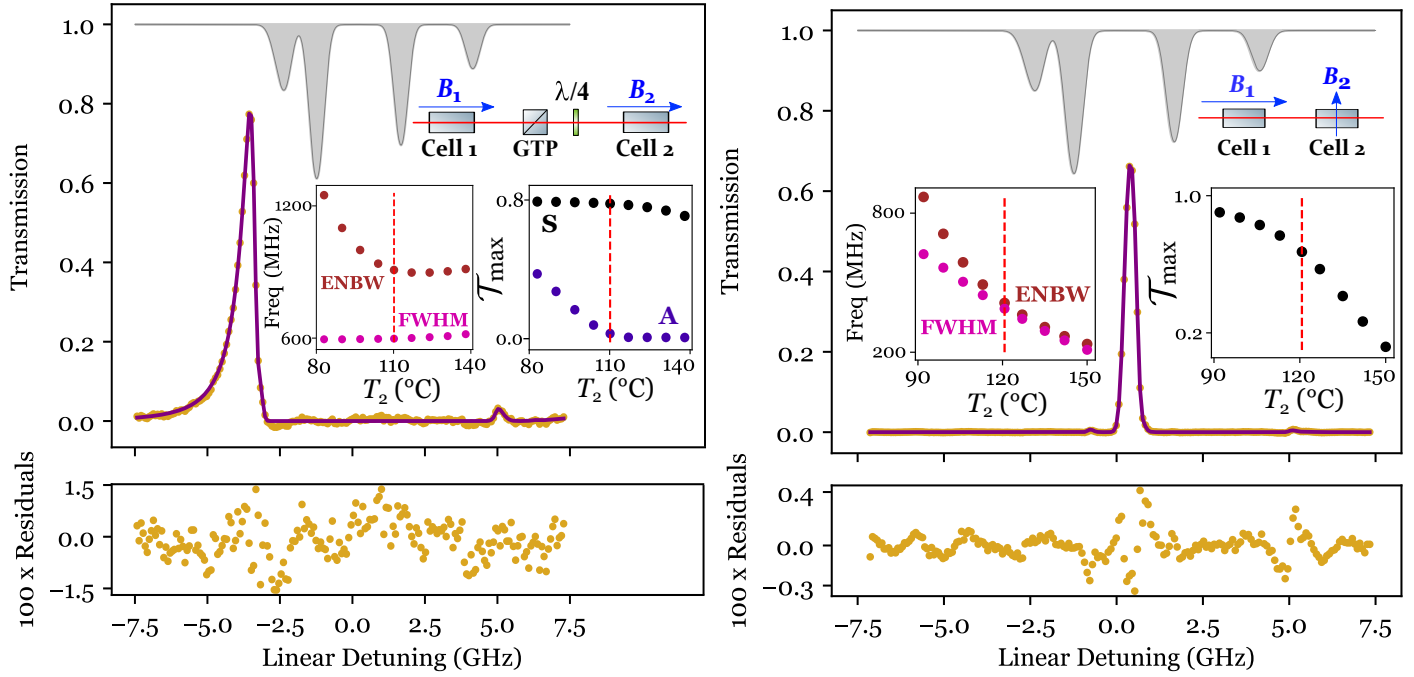 Transmission
1.0
0.8
0.6
0.4
0.2
0.0
B₁
λ/4
B₂
Cell 1
GTP
Cell 2
Freq (MHz)
1200
600
ENBW
FWHM
80
110
140
T₂ (°C)
𝒯max
0.8
0.0
S
A
80
110
140
T₂ (°C)
100 x Residuals
1.5
0.0
−1.5
−7.5 −5.0 −2.5 0.0 2.5 5.0 7.5
Linear Detuning (GHz)
Transmission
1.0
0.8
0.6
0.4
0.2
0.0
B₁
B₂
Cell 1
Cell 2
Freq (MHz)
800
200
ENBW
FWHM
90
120
150
T₂ (°C)
𝒯max
1.0
0.2
90
120
150
T₂ (°C)
100 x Residuals
0.4
0.0
−0.3
−7.5 −5.0 −2.5 0.0 2.5 5.0 7.5
Linear Detuning (GHz)